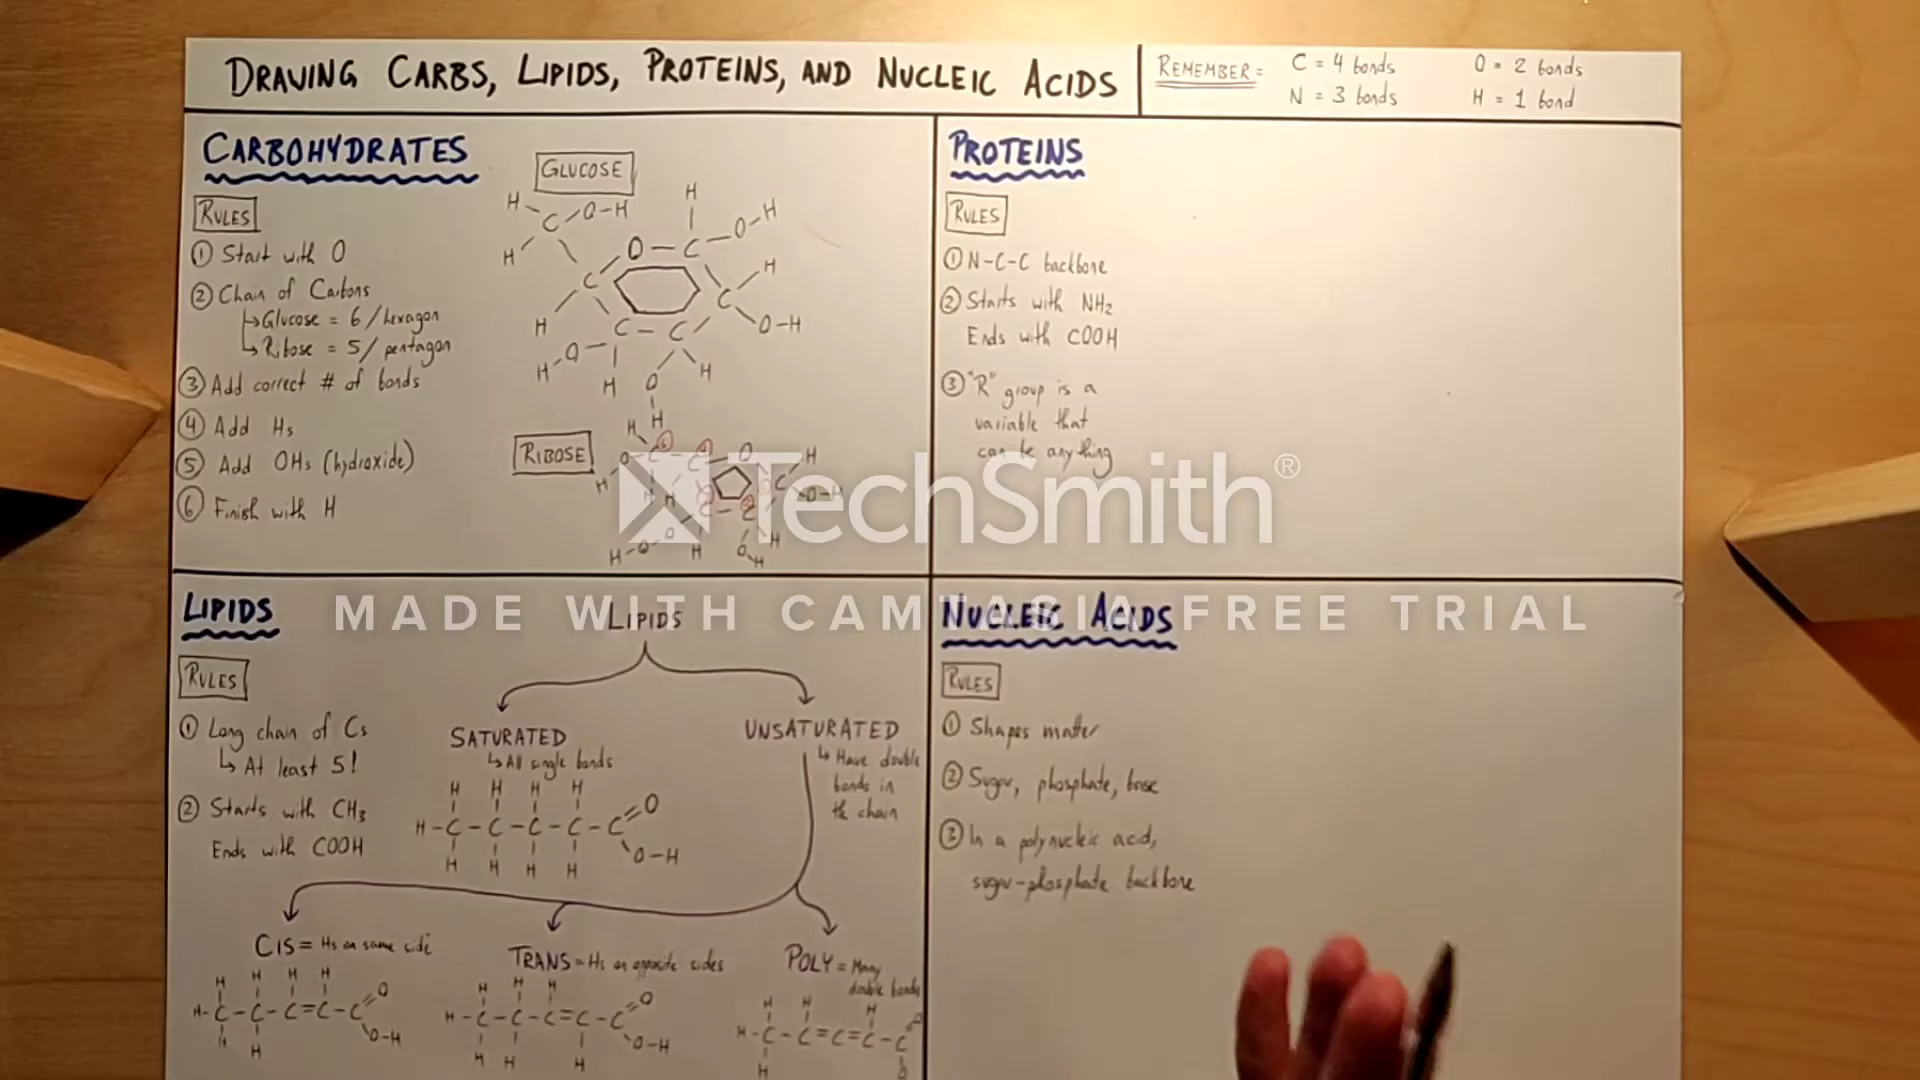 DRAWING CARBS, LIPIDS, PROTEINS, AND NUCLEIC ACIDS
REMEMBER= C = 4 bonds O = 2 bonds
N = 3 bonds H = 1 bond
CARBOHYDRATES
RULES
① Start with O
② Chain of Carbons
↳ Glucose = 6 / hexagon
↳ Ribose = 5 / pentagon
③ Add correct # of bonds
④ Add Hs
⑤ Add OHs (hydroxide)
⑥ Finish with H
GLUCOSE
H
H O-H H O-H
C
H O - C
C H
C
H C - C O-H
O
H H O H
H
RIBOSE
H
O H
H C
O-H
C
H-O O H O H
H
PROTEINS
RULES
① N-C-C backbone
② Starts with NH2
Ends with COOH
③ "R" group is a
variable that
can be anything
TechSmith®
MADE WITH CAMTASIA FREE TRIAL
LIPIDS
RULES
① Long chain of Cs
↳ At least 5!
② Starts with CH3
Ends with COOH
LIPIDS
SATURATED
↳ All single bonds
H H H H
O
H-C-C-C-C-C
O-H
H H H H
UNSATURATED
↳ Have double
bonds in
the chain
CIS = Hs on same side
H H H H
O
H-C-C-C=C-C
O-H
H H
TRANS = Hs on opposite sides
H H H
O
H-C-C-C=C-C
O-H
H H H
POLY = Many
double bonds
H H H
O
H-C-C=C=C-C
H O
NUCLEIC ACIDS
RULES
① Shapes matter
② Sugar, phosphate, base
③ In a polynucleic acid,
sugar-phosphate backbone